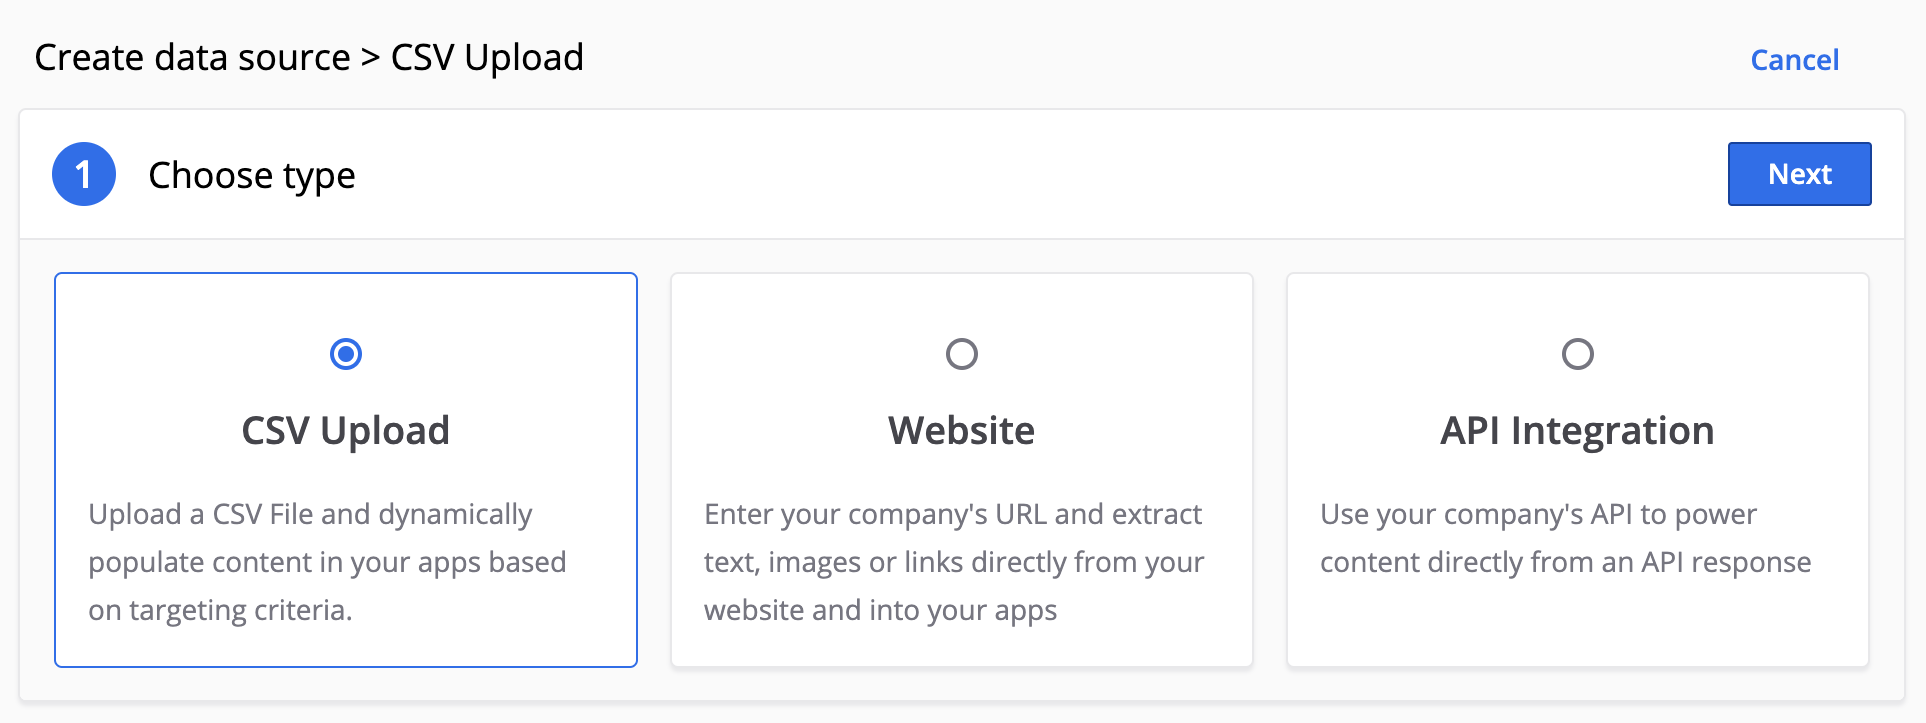 Create data source > CSV Upload
Cancel
1
Choose type
Next
CSV Upload
Upload a CSV File and dynamically
populate content in your apps based
on targeting criteria.
Website
Enter your company's URL and extract
text, images or links directly from your
website and into your apps
API Integration
Use your company's API to power
content directly from an API response